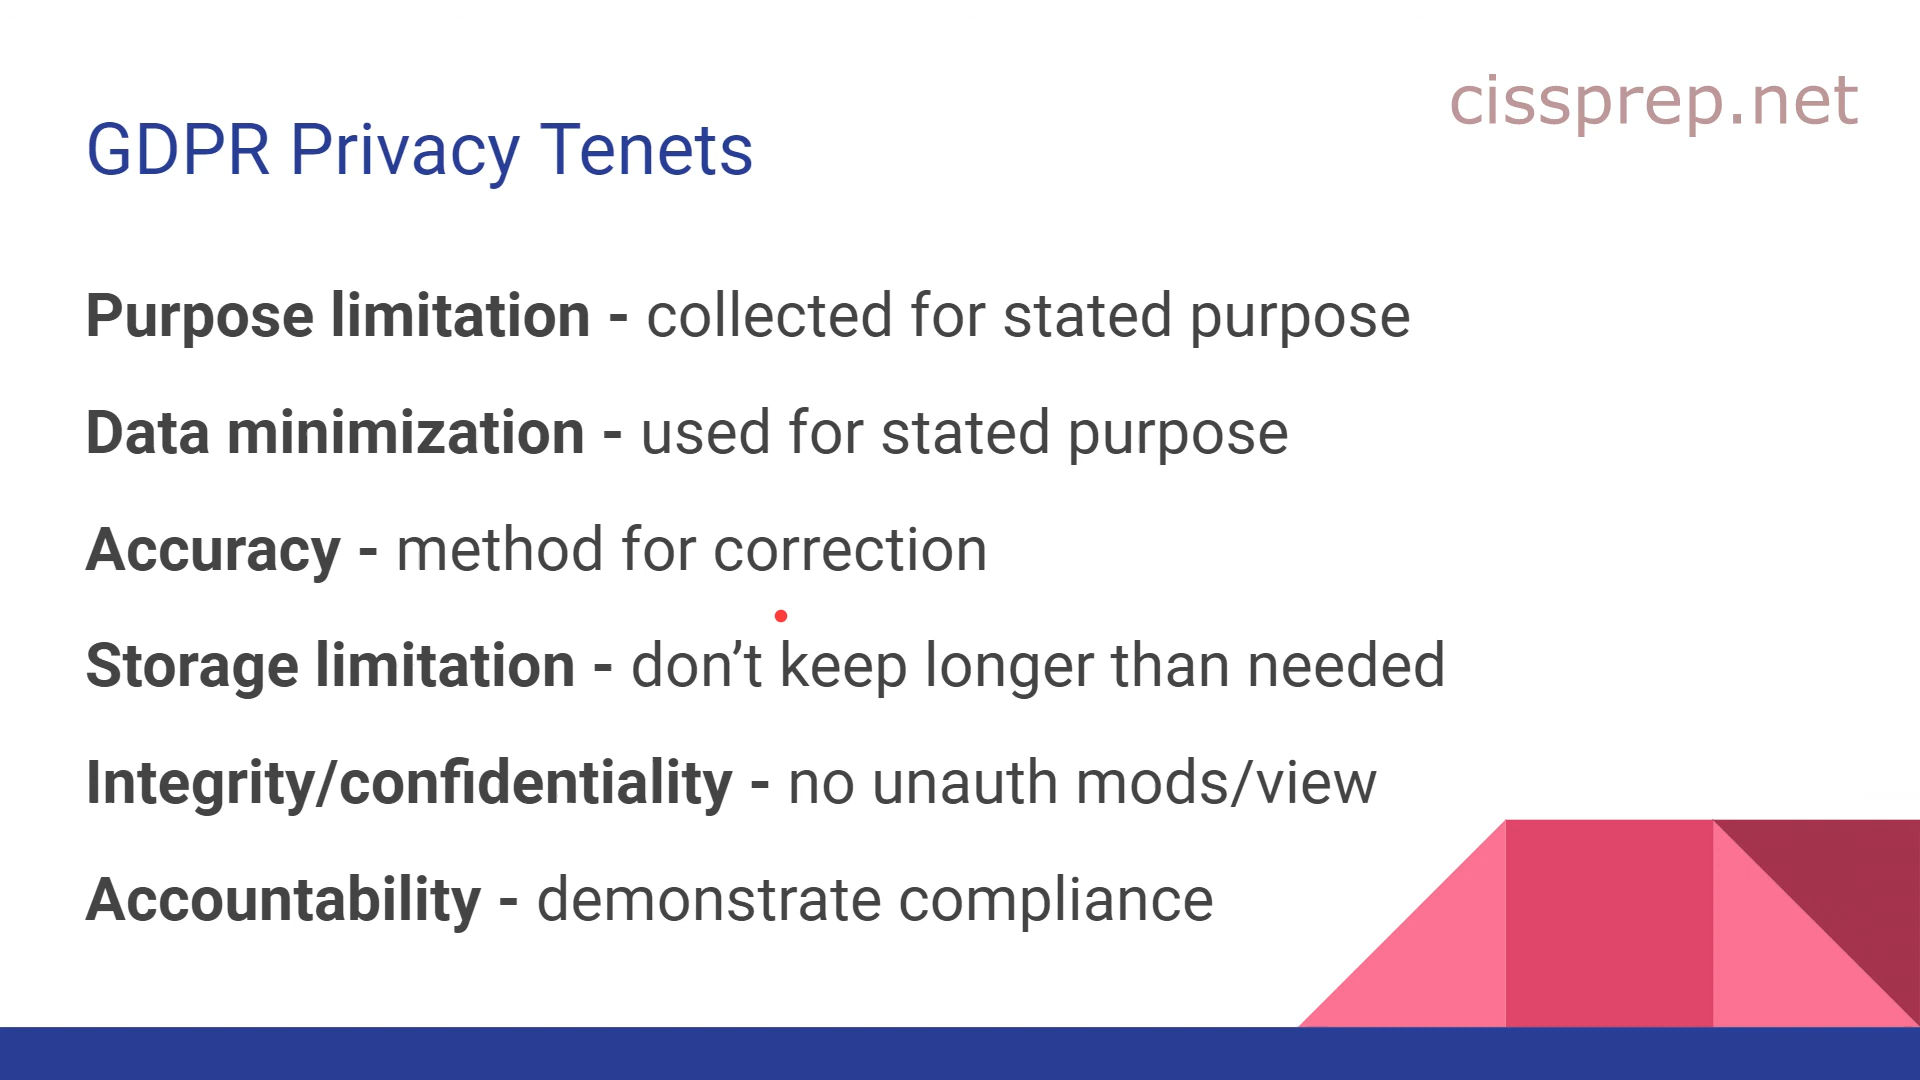 cissprep.net
GDPR Privacy Tenets
Purpose limitation - collected for stated purpose
Data minimization - used for stated purpose
Accuracy - method for correction
Storage limitation - don’t keep longer than needed
Integrity/confidentiality - no unauth mods/view
Accountability - demonstrate compliance